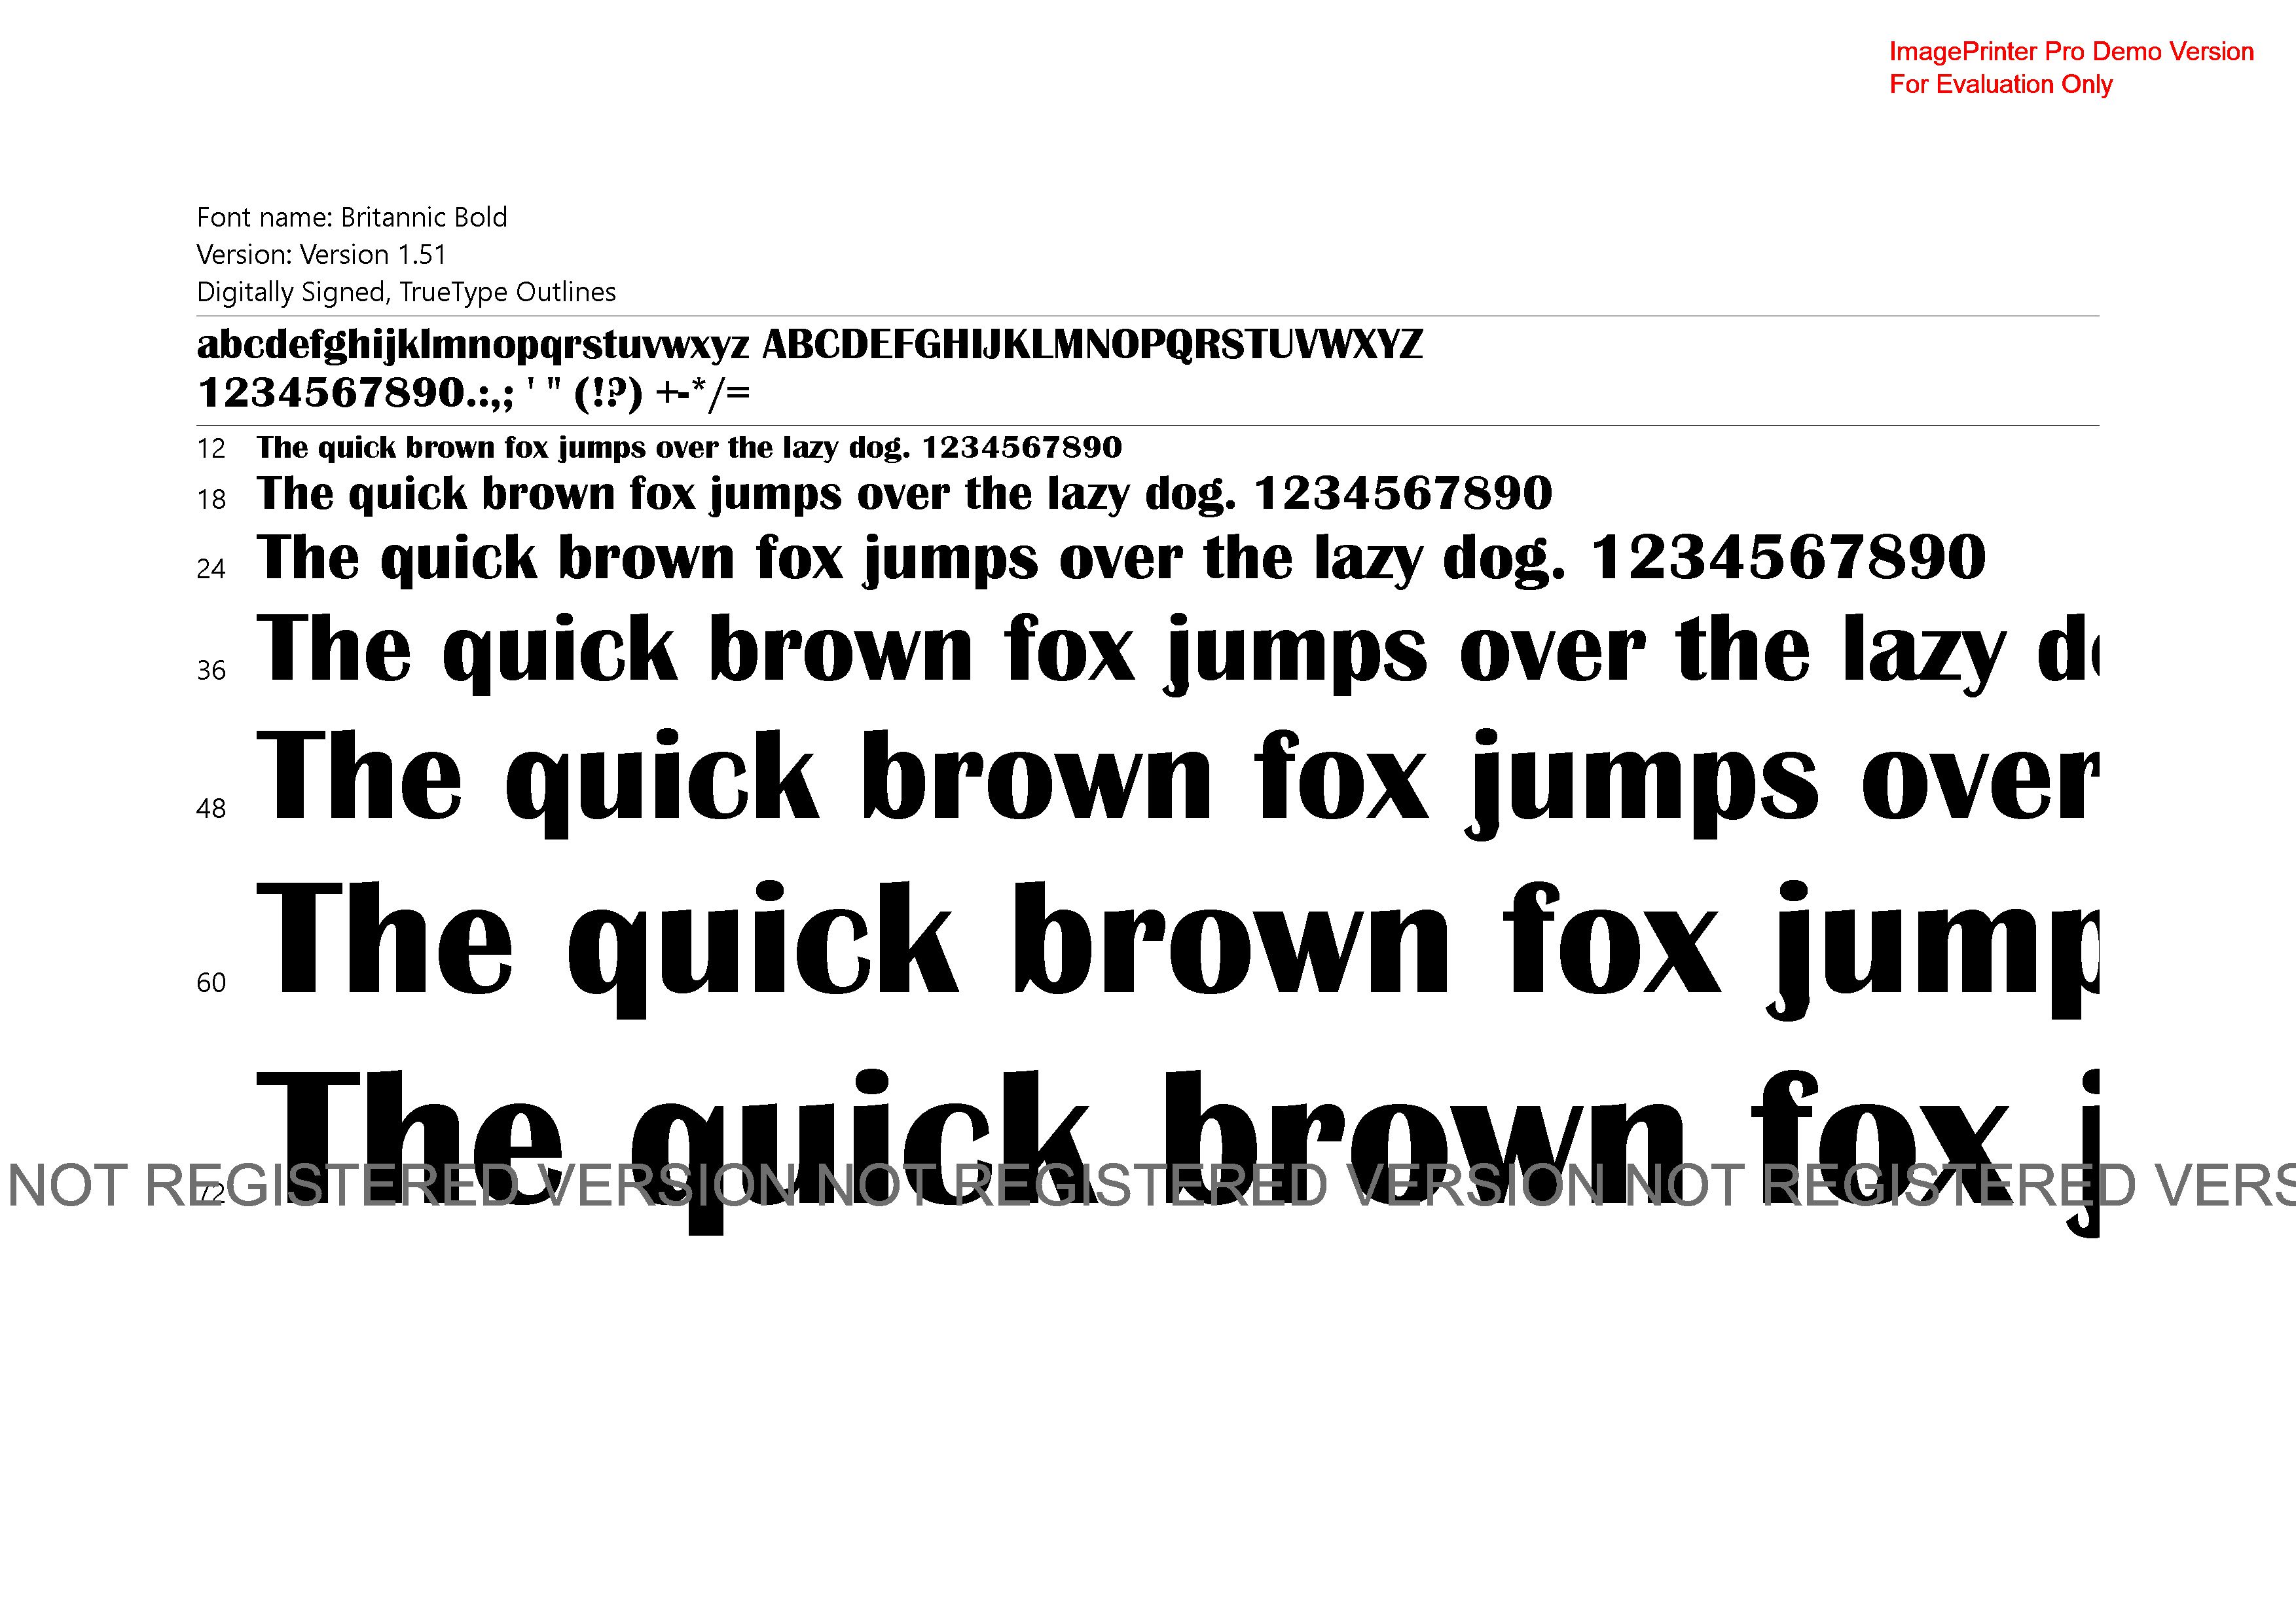 ImagePrinter Pro Demo Version
For Evaluation Only
Font name: Britannic Bold
Version: Version 1.51
Digitally Signed, TrueType Outlines
abcdefghijklmnopqrstuvwxyz ABCDEFGHIJKLMNOPQRSTUVWXYZ
1234567890.:,; ' " (!?) +-*/=
12 The quick brown fox jumps over the lazy dog. 1234567890
18 The quick brown fox jumps over the lazy dog. 1234567890
24 The quick brown fox jumps over the lazy dog. 1234567890
36 The quick brown fox jumps over the lazy d
48 The quick brown fox jumps over
60 The quick brown fox jump
72 The quick brown fox j
NOT REGISTERED VERSION NOT REGISTERED VERSION NOT REGISTERED VERS